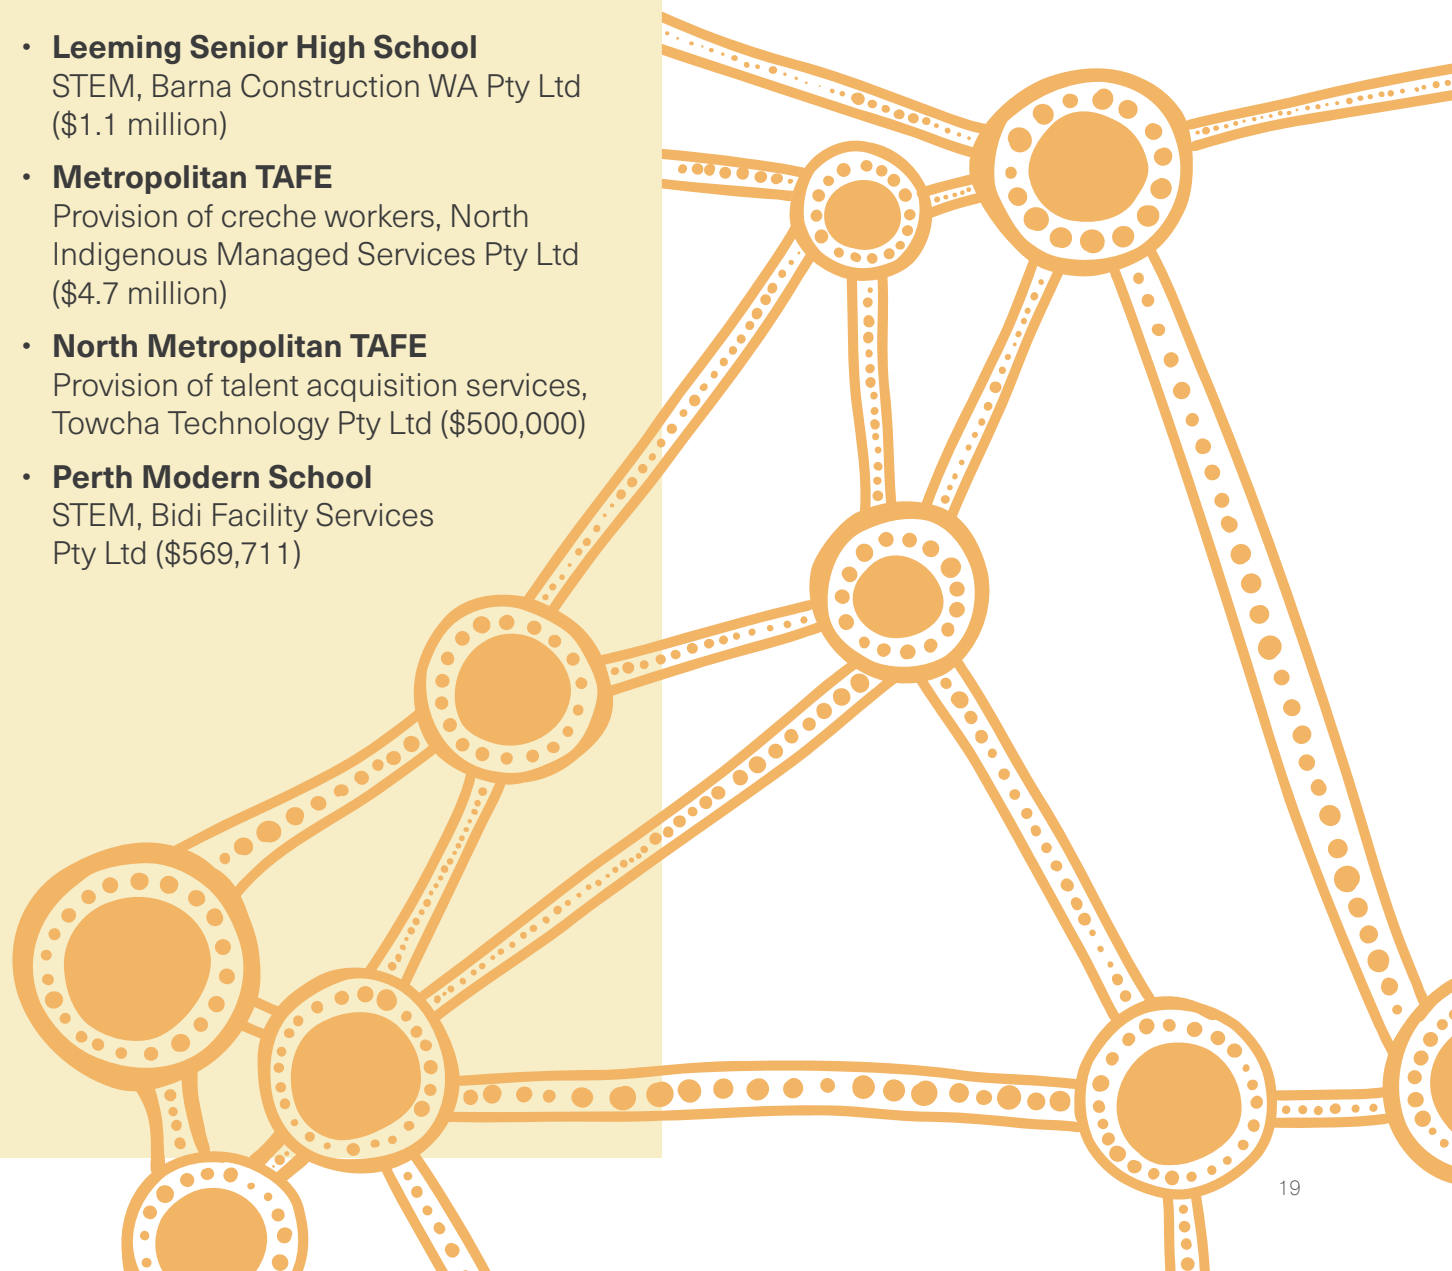 • Leeming Senior High School
STEM, Barna Construction WA Pty Ltd
($1.1 million)
• Metropolitan TAFE
Provision of creche workers, North
Indigenous Managed Services Pty Ltd
($4.7 million)
• North Metropolitan TAFE
Provision of talent acquisition services,
Towcha Technology Pty Ltd ($500,000)
• Perth Modern School
STEM, Bidi Facility Services
Pty Ltd ($569,711)
19